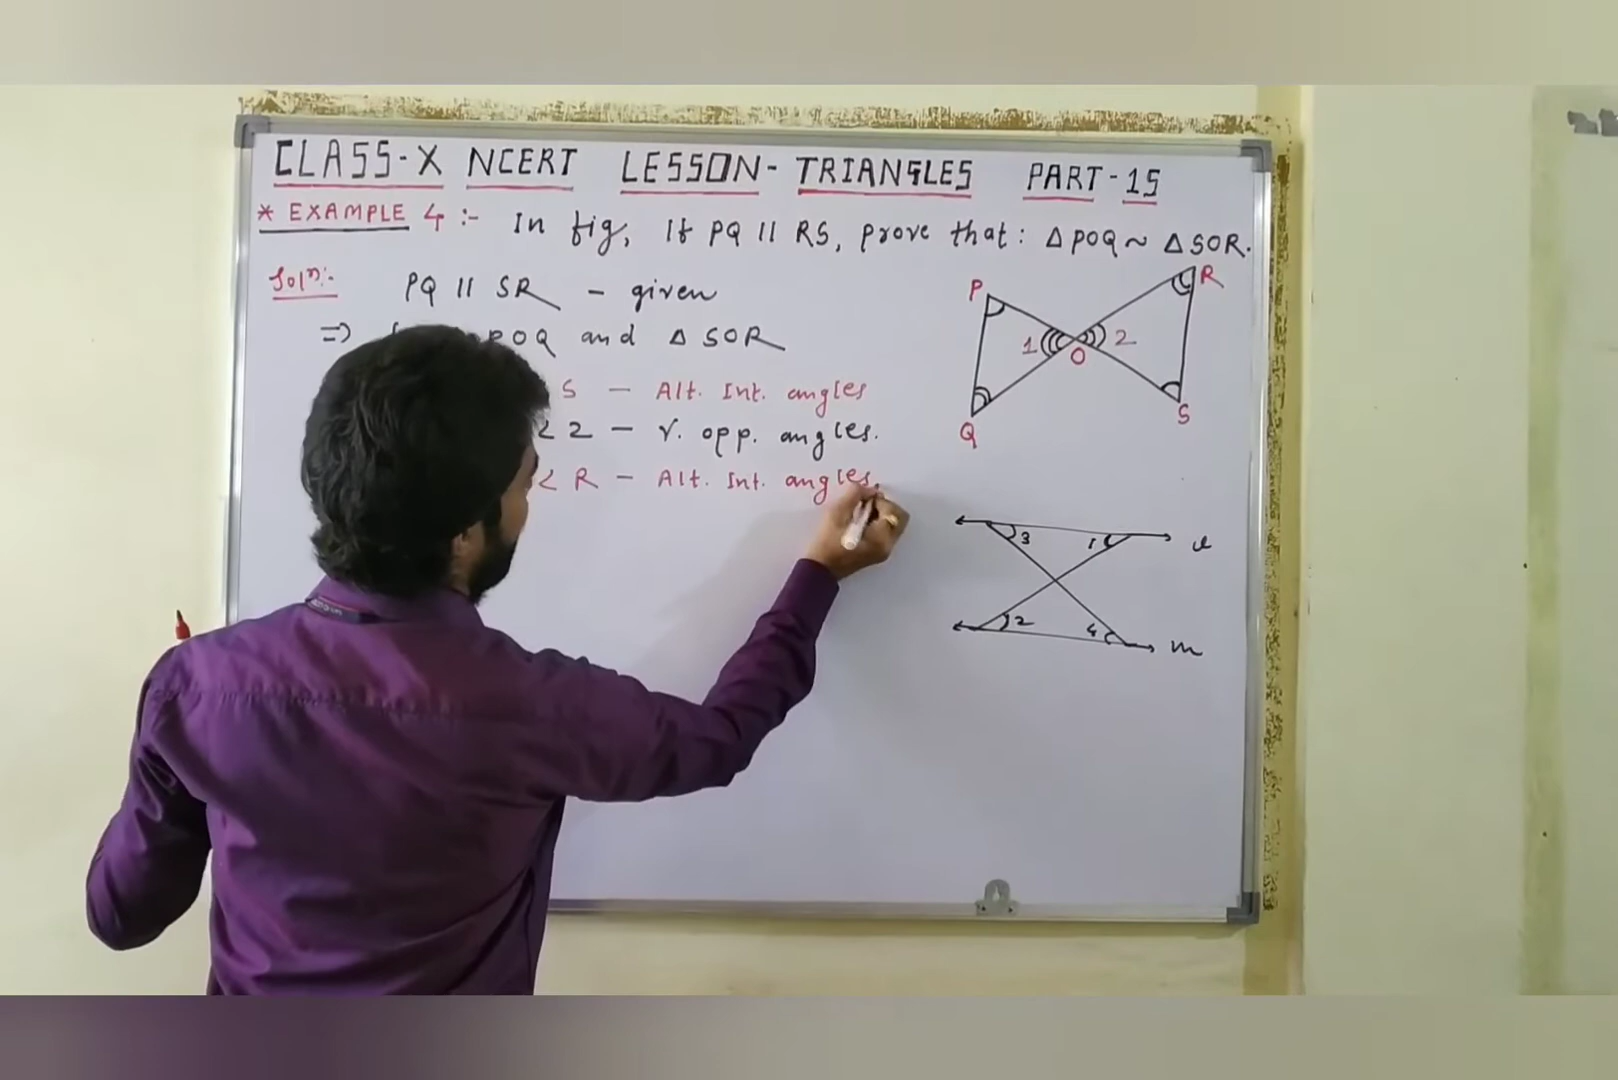 CLASS-X NCERT LESSON- TRIANGLES PART-15
* EXAMPLE 4 :- In fig, If PQ || RS, prove that : Δ POQ ~ Δ SOR.
Soln:- PQ || SR - given
=> POQ and Δ SOR
S - Alt. Int. angles
< 2 - V. opp. angles.
< R - Alt. Int. angles.
P
R
1
2
O
Q
S
3
1
l
2
4
m